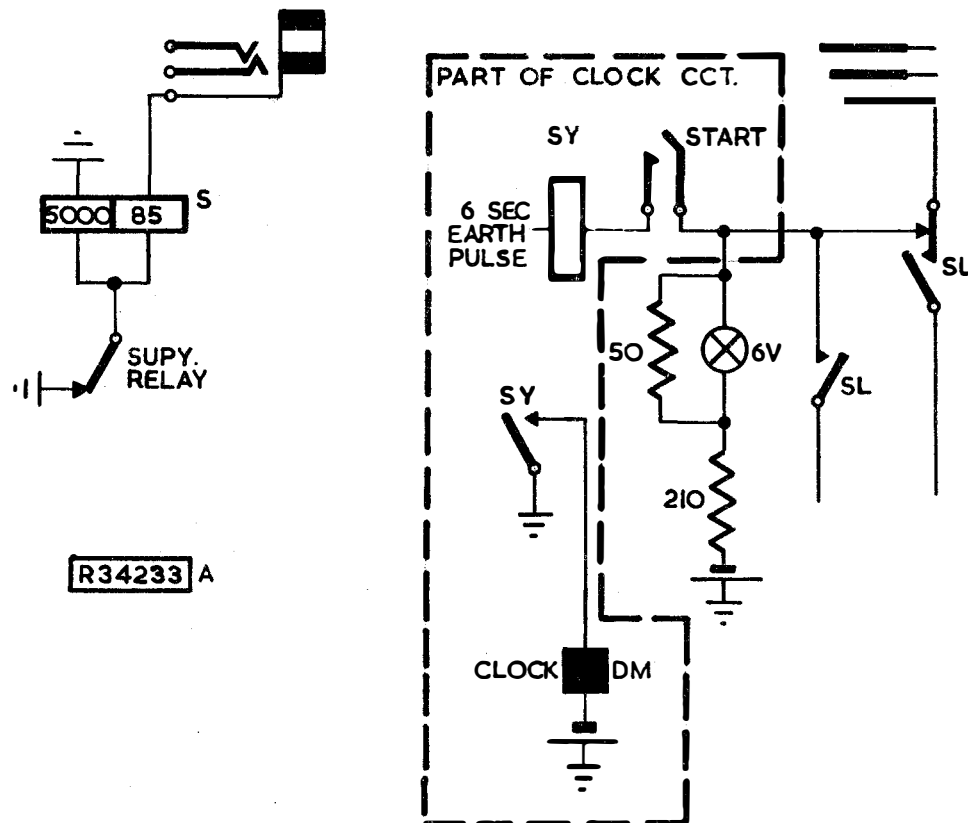 PART OF CLOCK CCT.
SY
START
S
5000
85
6 SEC
EARTH
PULSE
SL
50
6V
SUPY.
RELAY
SL
SY
210
R34233
A
CLOCK
DM